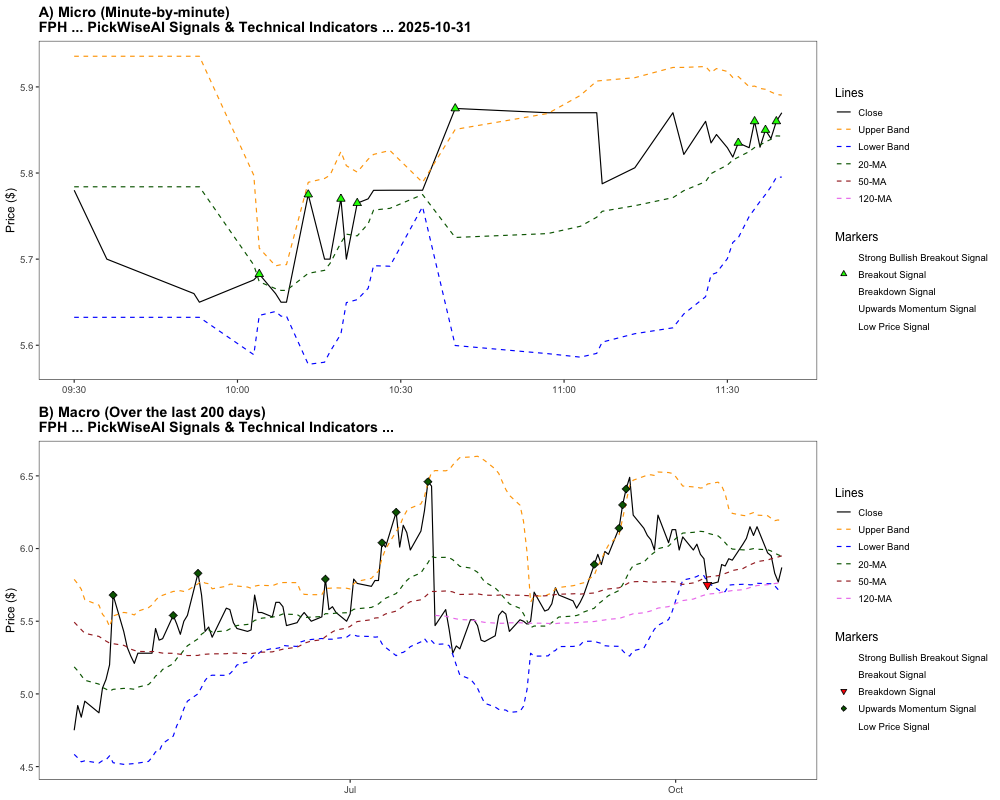 A) Micro (Minute-by-minute)
FPH ... PickWiseAI Signals & Technical Indicators ... 2025-10-31
Price ($)
5.9
5.8
5.7
5.6
09:30
10:00
10:30
11:00
11:30
Lines
Close
Upper Band
Lower Band
20-MA
50-MA
120-MA
Markers
Strong Bullish Breakout Signal
Breakout Signal
Breakdown Signal
Upwards Momentum Signal
Low Price Signal
B) Macro (Over the last 200 days)
FPH ... PickWiseAI Signals & Technical Indicators ...
Price ($)
6.5
6.0
5.5
5.0
4.5
Jul
Oct
Lines
Close
Upper Band
Lower Band
20-MA
50-MA
120-MA
Markers
Strong Bullish Breakout Signal
Breakout Signal
Breakdown Signal
Upwards Momentum Signal
Low Price Signal